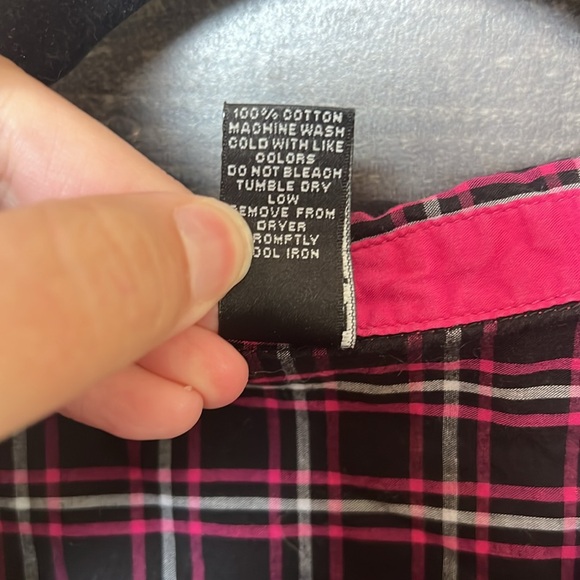 100% COTTON
MACHINE WASH
COLD WITH LIKE
COLORS
DO NOT BLEACH
TUMBLE DRY
LOW
EMOVE FROM
DRYER
ROMPTLY
OOL IRON